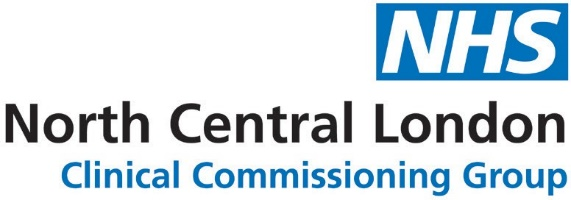 NHS
North Central London
Clinical Commissioning Group